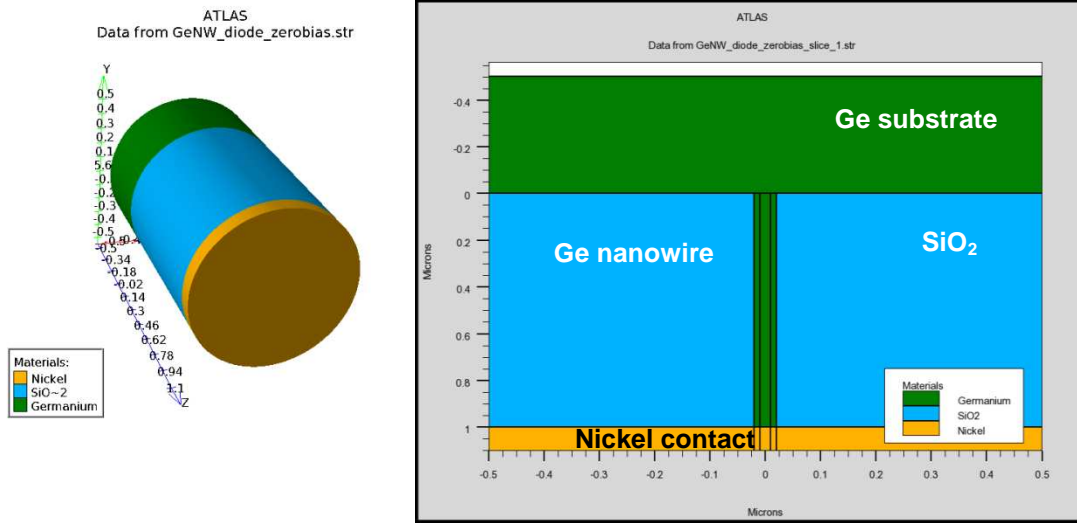 ATLAS
Data from GeNW_diode_zerobias.str
Y
0.5
0.4
0.3
0.2
0.1
-0.3
-0.4
-0.5
-0.5
-0.34
-0.18
-0.02
0.14
0.3
0.46
0.62
0.78
0.94
1.1
Z
Materials:
Nickel
SiO~2
Germanium
ATLAS
Data from GeNW_diode_zerobias_slice_1.str
Ge substrate
Ge nanowire
SiO₂
Nickel contact
Microns
-0.4
-0.2
0
0.2
0.4
0.6
0.8
1
Materials
Germanium
SiO2
Nickel
-0.5 -0.4 -0.3 -0.2 -0.1 0 0.1 0.2 0.3 0.4 0.5
Microns